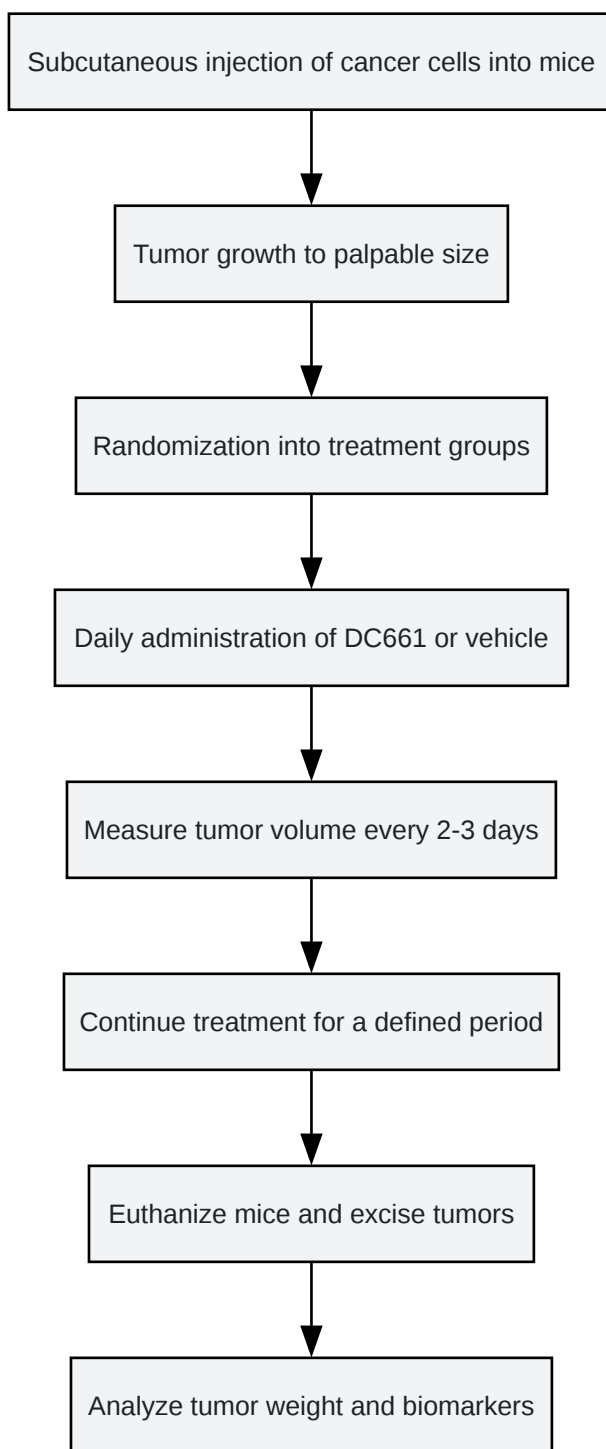 Subcutaneous injection of cancer cells into mice
Tumor growth to palpable size
Randomization into treatment groups
Daily administration of DC661 or vehicle
Measure tumor volume every 2-3 days
Continue treatment for a defined period
Euthanize mice and excise tumors
Analyze tumor weight and biomarkers